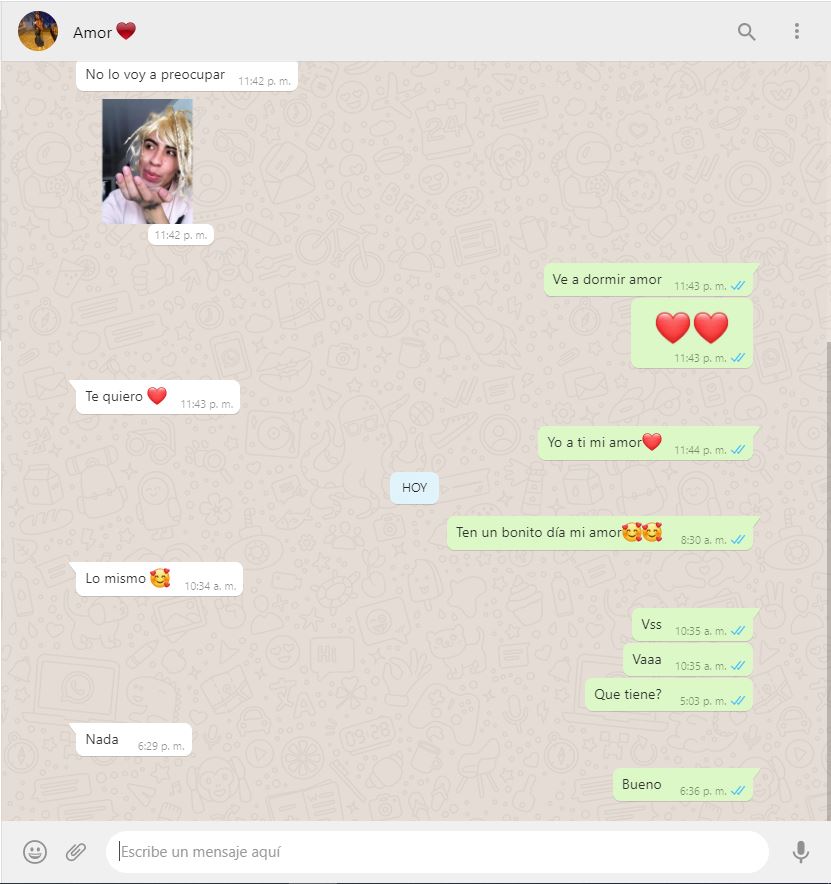 Amor ❤️
No lo voy a preocupar 11:42 p. m.
11:42 p. m.
Ve a dormir amor 11:43 p. m.
❤️❤️
11:43 p. m.
Te quiero ❤️ 11:43 p. m.
Yo a ti mi amor❤️ 11:44 p. m.
HOY
Ten un bonito día mi amor🥰🥰 8:30 a. m.
Lo mismo 🥰 10:34 a. m.
Vss 10:35 a. m.
Vaaa 10:35 a. m.
Que tiene? 5:03 p. m.
Nada 6:29 p. m.
Bueno 6:36 p. m.
Escribe un mensaje aquí